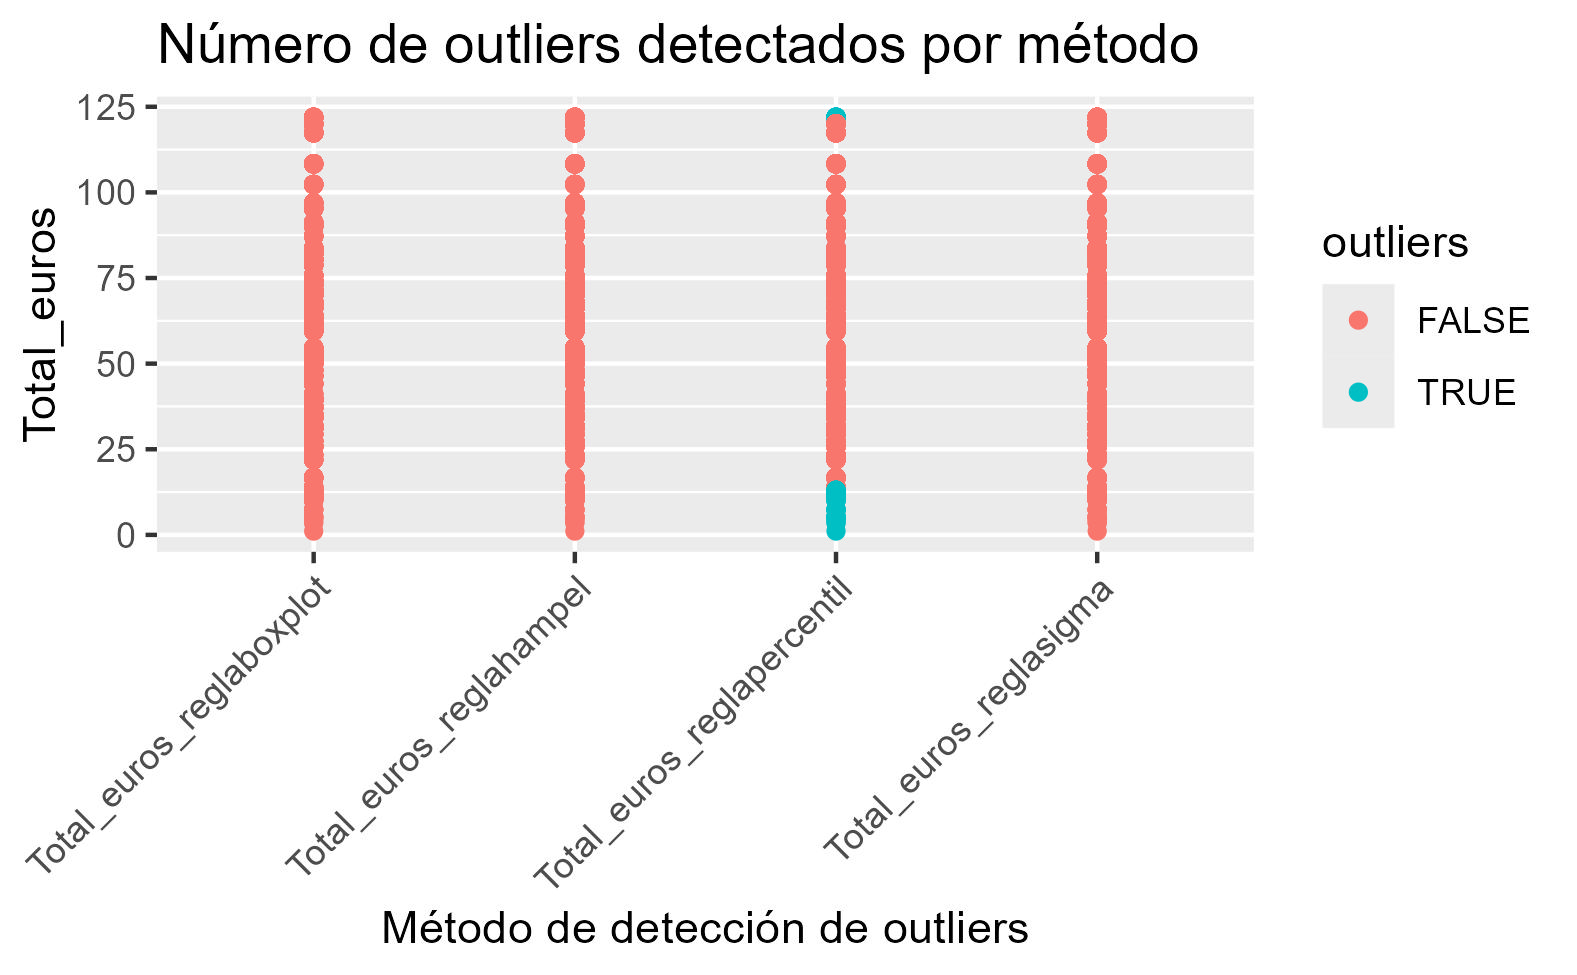 Número de outliers detectados por método
Total_euros
125
100
75
50
25
0
Total_euros_reglaboxplot
Total_euros_reglahampel
Total_euros_reglapercentil
Total_euros_reglasigma
Método de detección de outliers
outliers
FALSE
TRUE